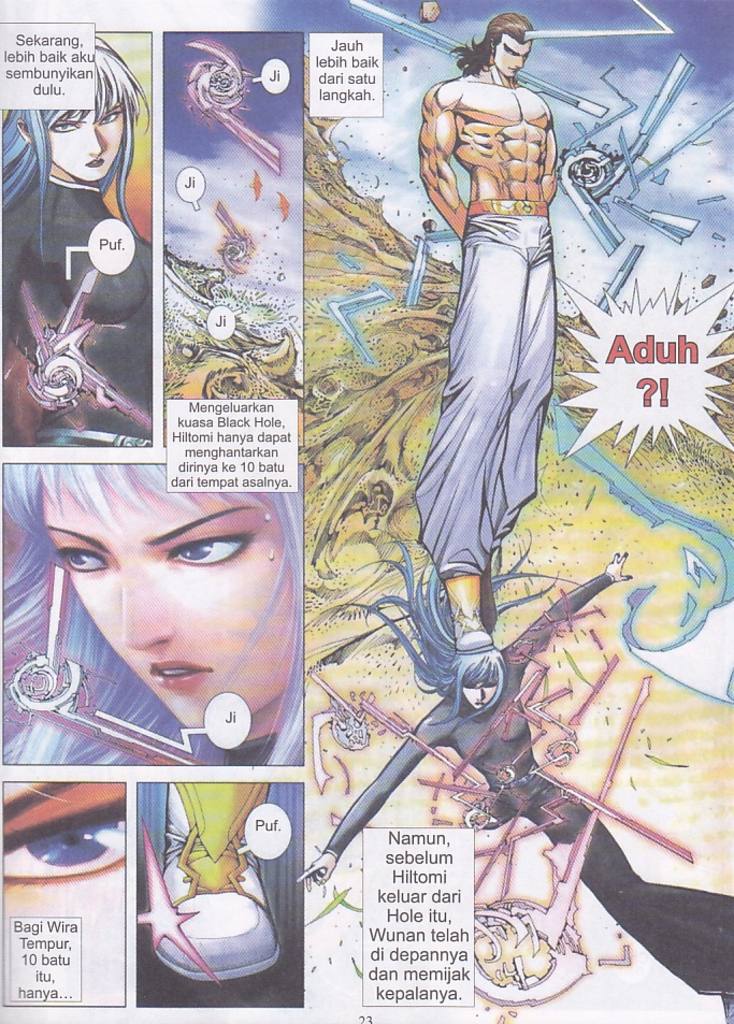 Sekarang,
lebih baik aku
sembunyikan
dulu.
Puf.
Ji
Ji
Ji
Mengeluarkan
kuasa Black Hole,
Hiltomi hanya dapat
menghantarkan
dirinya ke 10 batu
dari tempat asalnya.
Jauh
lebih baik
dari satu
langkah.
Aduh
?!
Ji
Bagi Wira
Tempur,
10 batu
itu,
hanya...
Puf.
Namun,
sebelum
Hiltomi
keluar dari
Hole itu,
Wunan telah
di depannya
dan memijak
kepalanya.
23